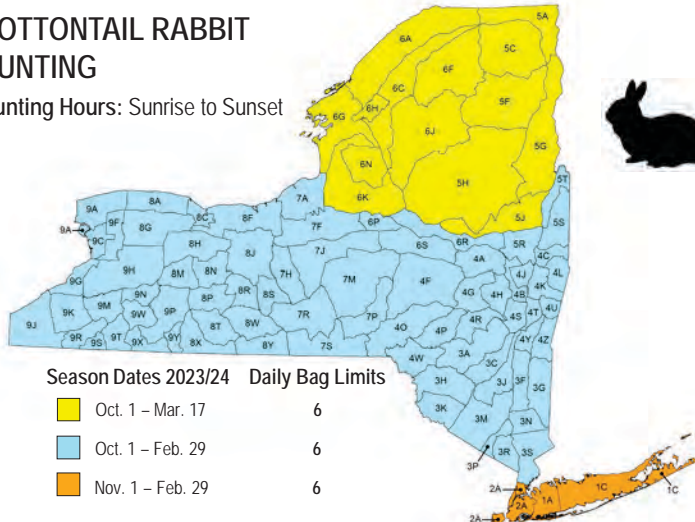 OTTONTAIL RABBIT
UNTING
unting Hours: Sunrise to Sunset
5A
6A
5C
6F
6C
5F
6H
6G
6J
5G
6N
5H
6K
5T
7A
5J
9A
8A
8C
8F
7F
6P
5S
9F
8G
9A
6R
5R
9C
8H
6S
8J
7J
4A
4C
9H
8M
8N
7H
4J
4L
9G
7M
4F
4K
9N
8R
8S
4G
4H
4B
9M
8P
9K
9W
9P
7R
7P
4R
4S
4T
4U
9J
8T
8W
4O
4P
9R
9S
9T
9X
9Y
8X
8Y
7S
4Y
4Z
3A
4W
3C
Season Dates 2023/24 Daily Bag Limits
3H
3J
3F
3G
Oct. 1 – Mar. 17 6
3K
3M
3N
Oct. 1 – Feb. 29 6
3R
3S
3P
Nov. 1 – Feb. 29 6
2A
1C
1C
1A
2A
2A